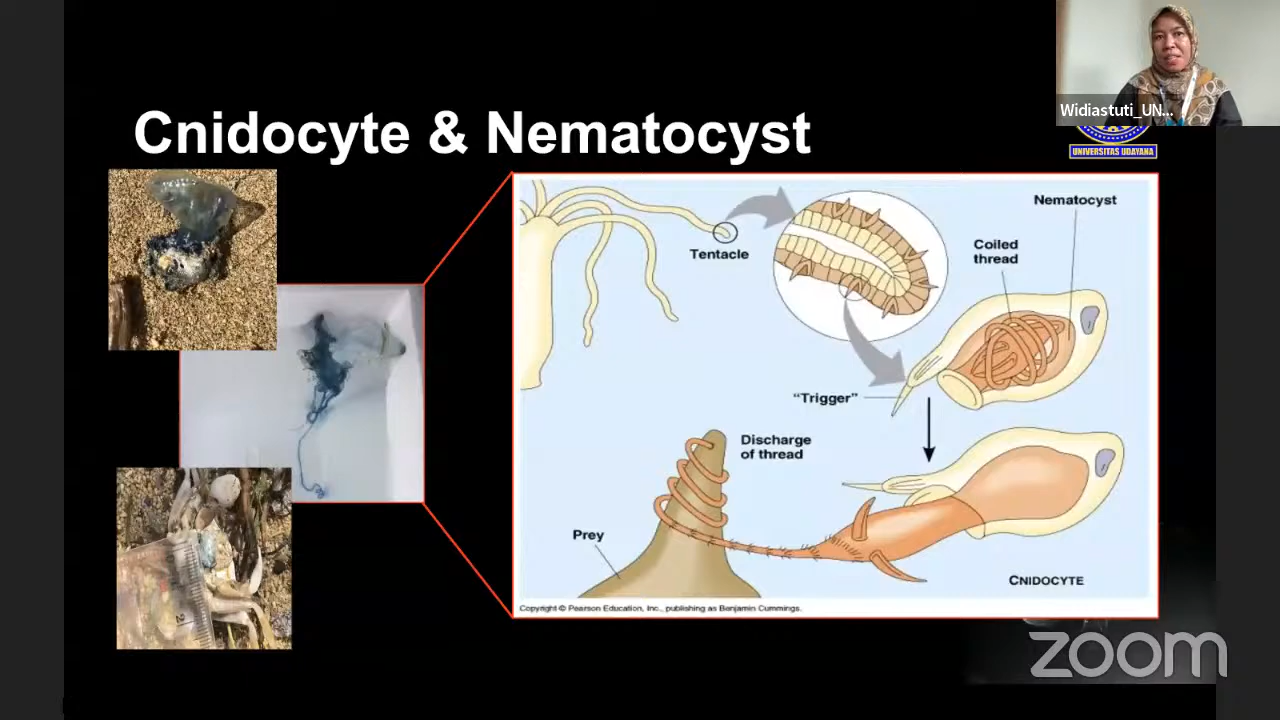 Widiastuti_UN...
UNIVERSITAS UDAYANA
Cnidocyte & Nematocyst
Nematocyst
Coiled
thread
Tentacle
“Trigger”
Discharge
of thread
Prey
CNIDOCYTE
Copyright © Pearson Education, Inc., publishing as Benjamin Cummings.
zoom